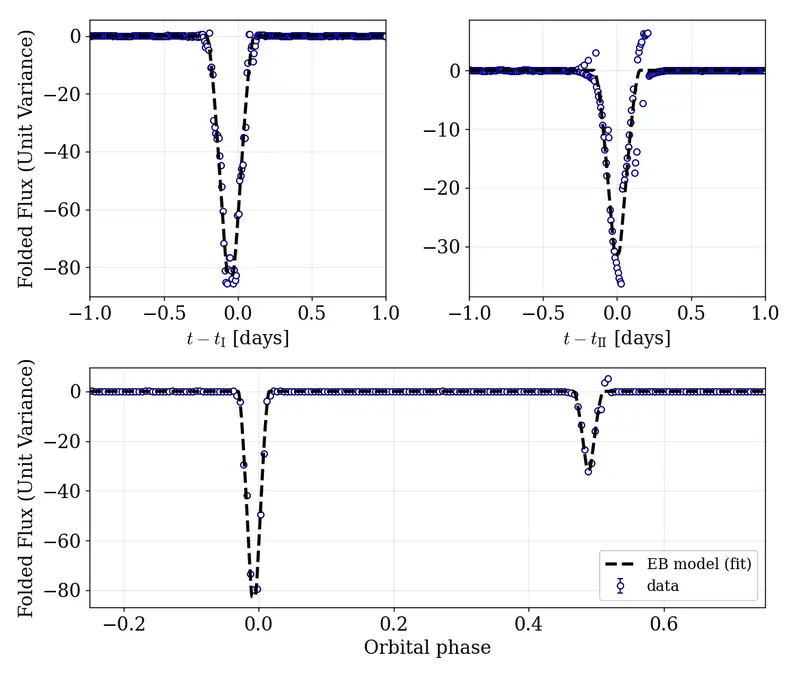 Folded Flux (Unit Variance)
0
−20
−40
−60
−80
−1.0 −0.5 0.0 0.5 1.0
t − tI [days]
0
−10
−20
−30
−1.0 −0.5 0.0 0.5 1.0
t − tII [days]
Folded Flux (Unit Variance)
0
−20
−40
−60
−80
−0.2 0.0 0.2 0.4 0.6
Orbital phase
EB model (fit)
data